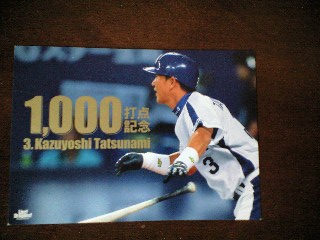 1,000打点記念
3. Kazuyoshi Tatsunami
3